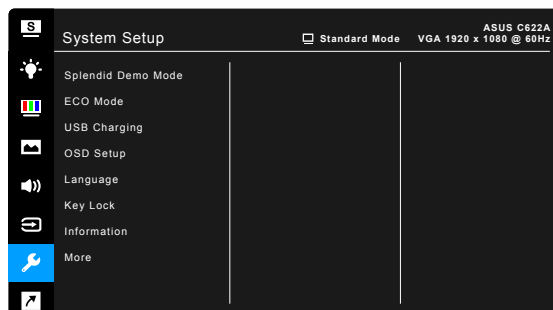 S
System Setup
Standard Mode
ASUS C622A
VGA 1920 x 1080 @ 60Hz
Splendid Demo Mode
ECO Mode
USB Charging
OSD Setup
Language
Key Lock
Information
More